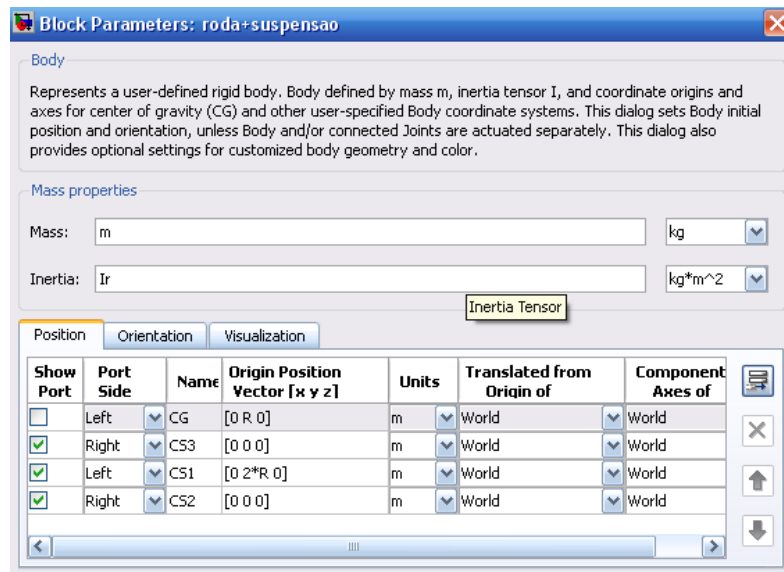 Block Parameters: roda+suspensao
Body
Represents a user-defined rigid body. Body defined by mass m, inertia tensor I, and coordinate origins and
axes for center of gravity (CG) and other user-specified Body coordinate systems. This dialog sets Body initial
position and orientation, unless Body and/or connected Joints are actuated separately. This dialog also
provides optional settings for customized body geometry and color.
Mass properties
Mass: m kg
Inertia: Ir kg*m^2
Inertia Tensor
Position Orientation Visualization
Show Port Origin Position Translated from Component
Port Side Name Vector [x y z] Units Origin of Axes of
Left CG [0 R 0] m World World
Right CS3 [0 0 0] m World World
Left CS1 [0 2*R 0] m World World
Right CS2 [0 0 0] m World World